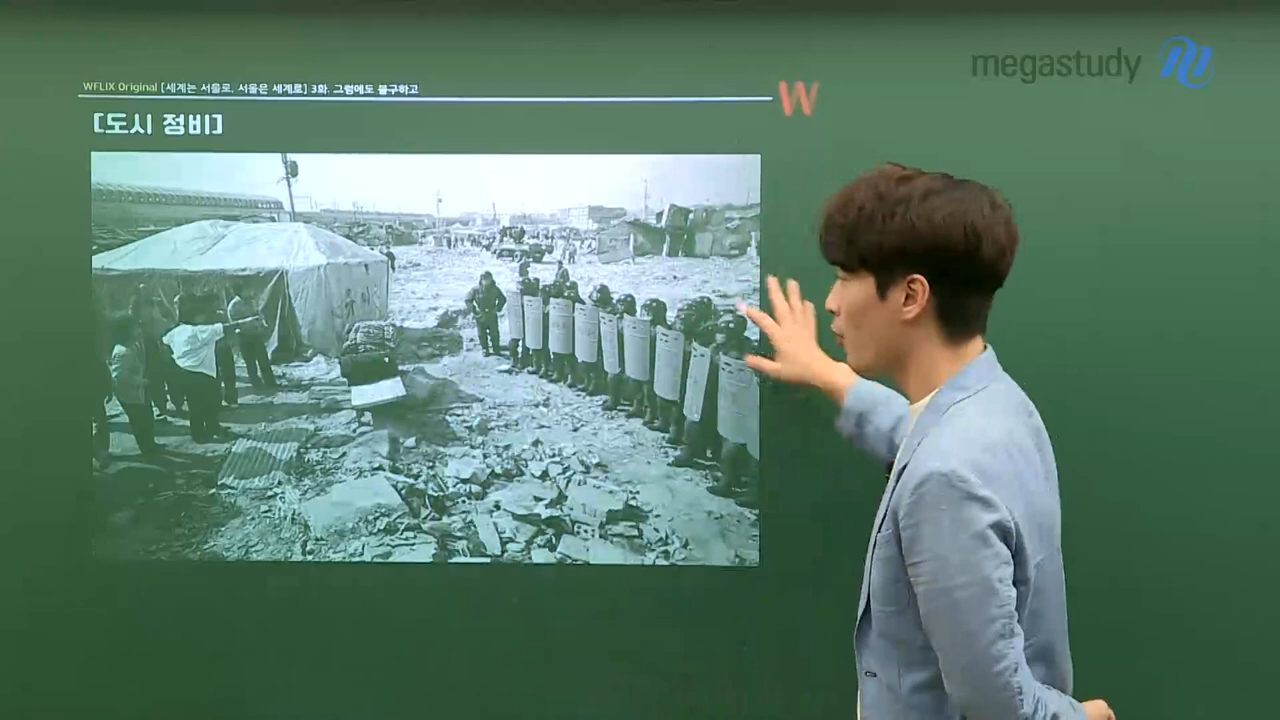 megastudy
WFLIX Original [세계는 서울로, 서울은 세계로] 3화. 그럼에도 불구하고
W
[도시 정비]